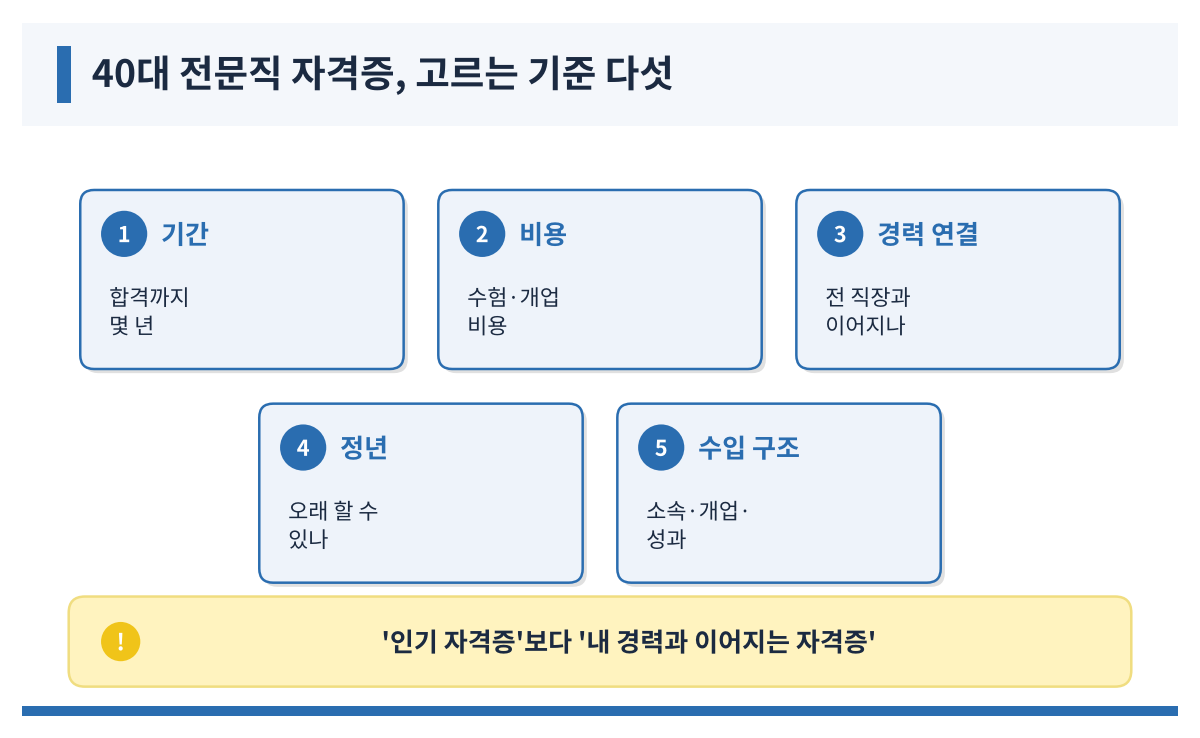 40대 전문직 자격증, 고르는 기준 다섯
1 기간
합격까지
몇 년
2 비용
수험·개업
비용
3 경력 연결
전 직장과
이어지나
4 정년
오래 할 수
있나
5 수입 구조
소속·개업·
성과
! '인기 자격증'보다 '내 경력과 이어지는 자격증'